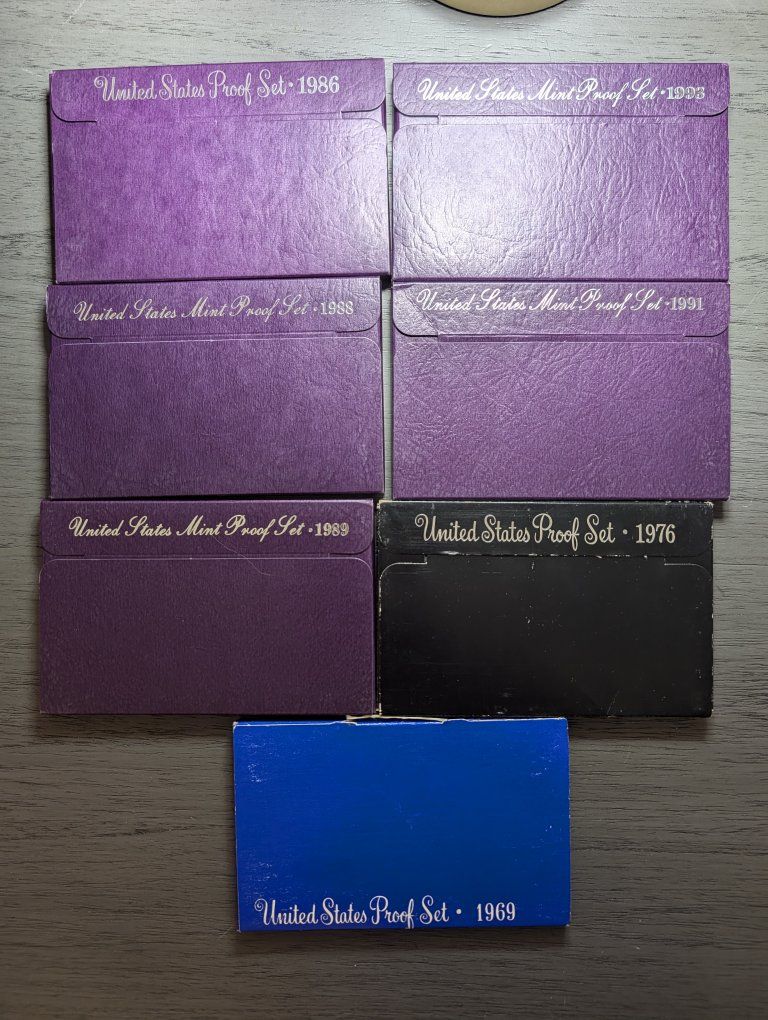 United States Proof Set • 1986
United States Mint Proof Set • 1993
United States Mint Proof Set • 1988
United States Mint Proof Set • 1991
United States Mint Proof Set • 1989
United States Proof Set • 1976
United States Proof Set • 1969